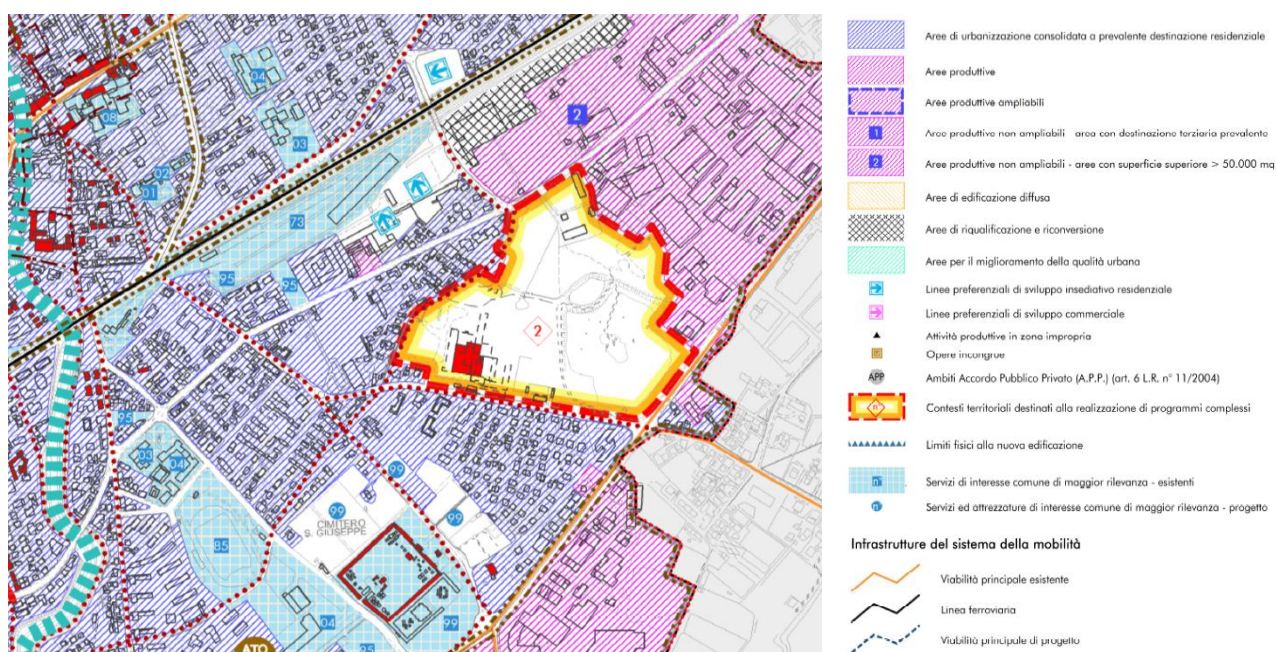 04
03
08
02
01
73
2
95
95
2
95
03
04
99
99
CIMITERO
S. GIUSEPPE
99
85
04
99
95
ATO
Aree di urbanizzazione consolidata a prevalente destinazione residenziale
Aree produttive
Aree produttive ampliabili
1 Aree produttive non ampliabili - area con destinazione terziaria prevalente
2 Aree produttive non ampliabili - aree con superficie superiore > 50.000 mq
Aree di edificazione diffusa
Aree di riqualificazione e riconversione
Aree per il miglioramento della qualità urbana
Linee preferenziali di sviluppo insediativo residenziale
Linee preferenziali di sviluppo commerciale
Attività produttive in zona impropria
Opere incongrue
APP Ambiti Accordo Pubblico Privato (A.P.P.) (art. 6 L.R. n° 11/2004)
n° Contesti territoriali destinati alla realizzazione di programmi complessi
Limiti fisici alla nuova edificazione
n° Servizi di interesse comune di maggior rilevanza - esistenti
n° Servizi ed attrezzature di interesse comune di maggior rilevanza - progetto
Infrastrutture del sistema della mobilità
Viabilità principale esistente
Linea ferroviaria
Viabilità principale di progetto